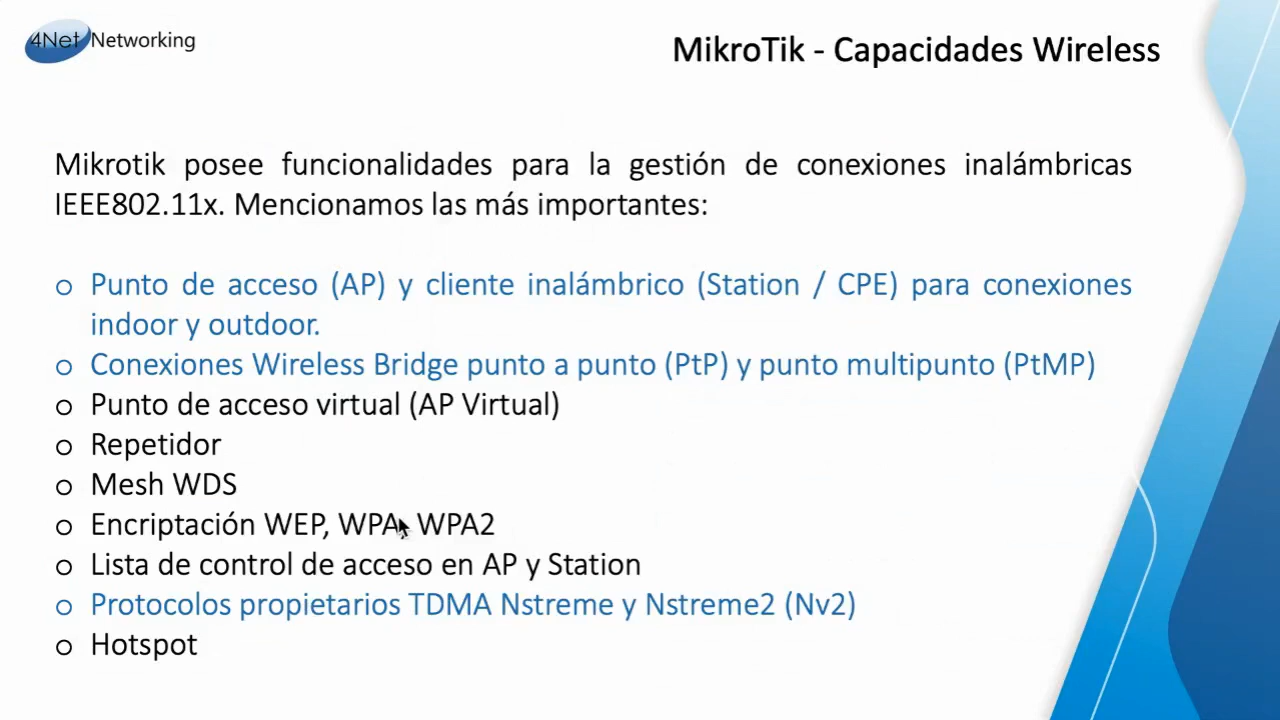 4Net Networking
MikroTik - Capacidades Wireless
Mikrotik posee funcionalidades para la gestión de conexiones inalámbricas
IEEE802.11x. Mencionamos las más importantes:
o Punto de acceso (AP) y cliente inalámbrico (Station / CPE) para conexiones
indoor y outdoor.
o Conexiones Wireless Bridge punto a punto (PtP) y punto multipunto (PtMP)
o Punto de acceso virtual (AP Virtual)
o Repetidor
o Mesh WDS
o Encriptación WEP, WPA, WPA2
o Lista de control de acceso en AP y Station
o Protocolos propietarios TDMA Nstreme y Nstreme2 (Nv2)
o Hotspot